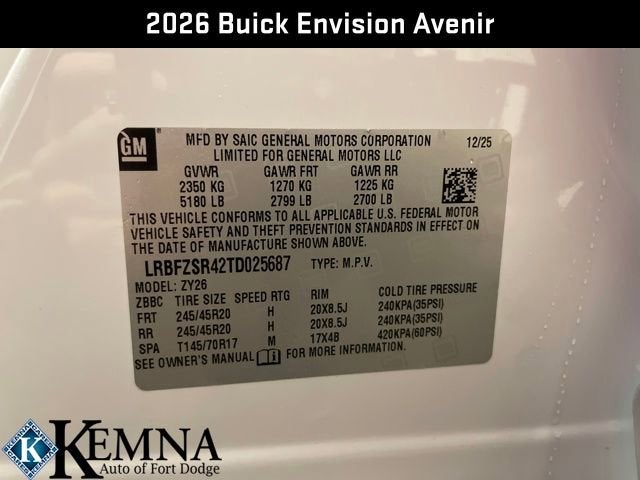 2026 Buick Envision Avenir
GM
MFD BY SAIC GENERAL MOTORS CORPORATION 12/25
LIMITED FOR GENERAL MOTORS LLC
GVWR GAWR FRT GAWR RR
2350 KG 1270 KG 1225 KG
5180 LB 2799 LB 2700 LB
THIS VEHICLE CONFORMS TO ALL APPLICABLE U.S. FEDERAL MOTOR
VEHICLE SAFETY AND THEFT PREVENTION STANDARDS IN EFFECT
ON THE DATE OF MANUFACTURE SHOWN ABOVE.
LRBFZSR42TD025687 TYPE: M.P.V.
MODEL: ZY26
ZBBC TIRE SIZE SPEED RTG RIM COLD TIRE PRESSURE
FRT 245/45R20 H 20X8.5J 240KPA(35PSI)
RR 245/45R20 H 20X8.5J 240KPA(35PSI)
SPA T145/70R17 M 17X4B 420KPA(60PSI)
SEE OWNER'S MANUAL FOR MORE INFORMATION.
KEMNA
Auto of Fort Dodge